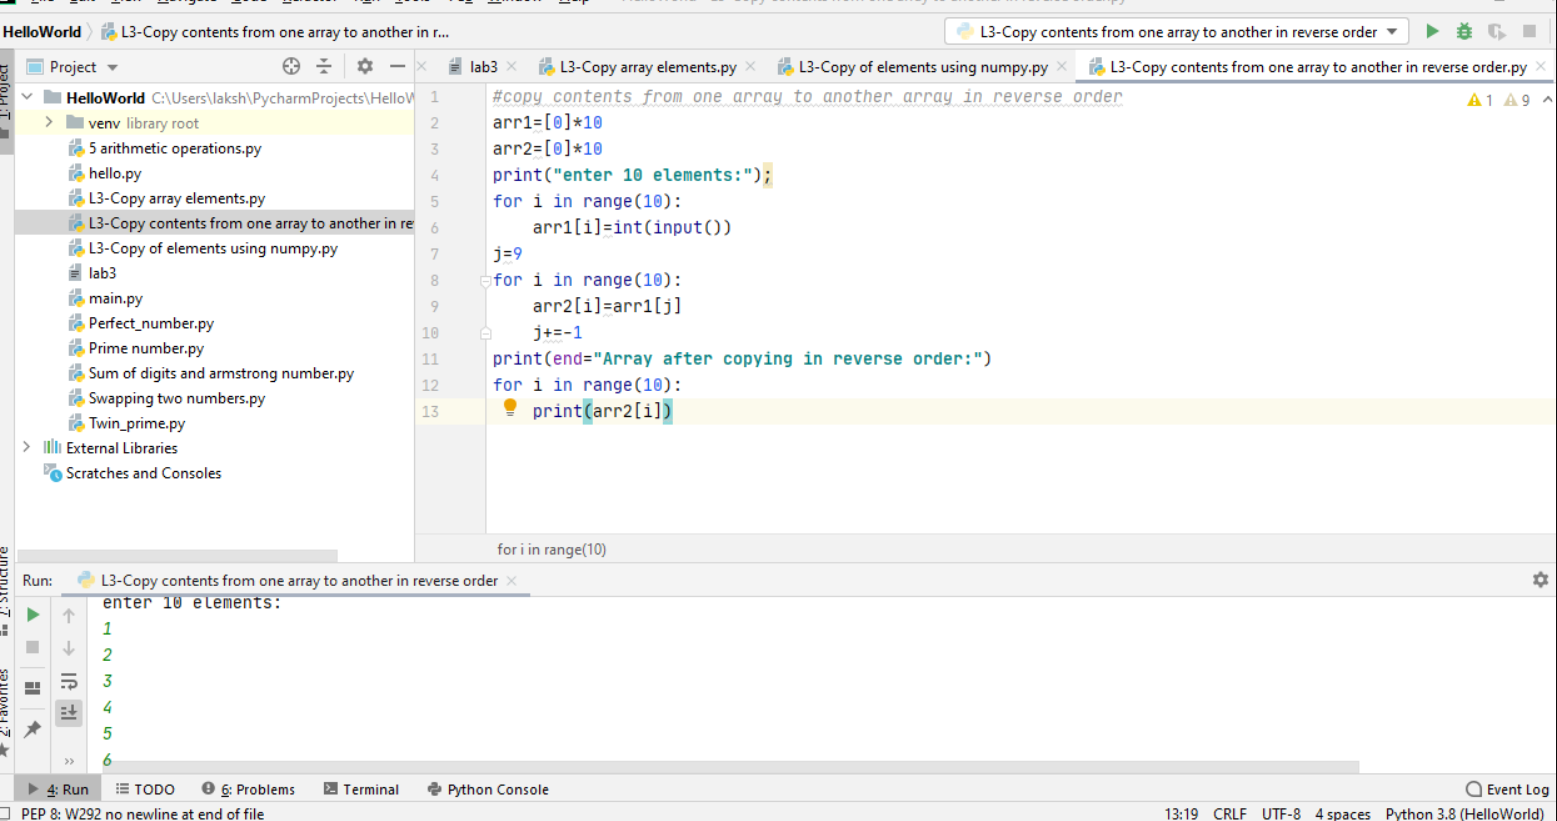 HelloWorld
L3-Copy contents from one array to another in r...
L3-Copy contents from one array to another in reverse order
Project
lab3
L3-Copy array elements.py
L3-Copy of elements using numpy.py
L3-Copy contents from one array to another in reverse order.py
1: Project
HelloWorld C:\Users\laksh\PycharmProjects\HelloW
venv library root
5 arithmetic operations.py
hello.py
L3-Copy array elements.py
L3-Copy contents from one array to another in re
L3-Copy of elements using numpy.py
lab3
main.py
Perfect_number.py
Prime number.py
Sum of digits and armstrong number.py
Swapping two numbers.py
Twin_prime.py
External Libraries
Scratches and Consoles
1 #copy contents from one array to another array in reverse order
2 arr1=[0]*10
3 arr2=[0]*10
4 print("enter 10 elements:");
5 for i in range(10):
6 arr1[i]=int(input())
7 j=9
8 for i in range(10):
9 arr2[i]=arr1[j]
10 j+=-1
11 print(end="Array after copying in reverse order:")
12 for i in range(10):
13 print(arr2[i])
1 9
for i in range(10)
Run: L3-Copy contents from one array to another in reverse order
enter 10 elements:
1
2
3
4
5
6
7: Structure
2: Favorites
4: Run TODO 6: Problems Terminal Python Console Event Log
PEP 8: W292 no newline at end of file 13:19 CRLF UTF-8 4 spaces Python 3.8 (HelloWorld)